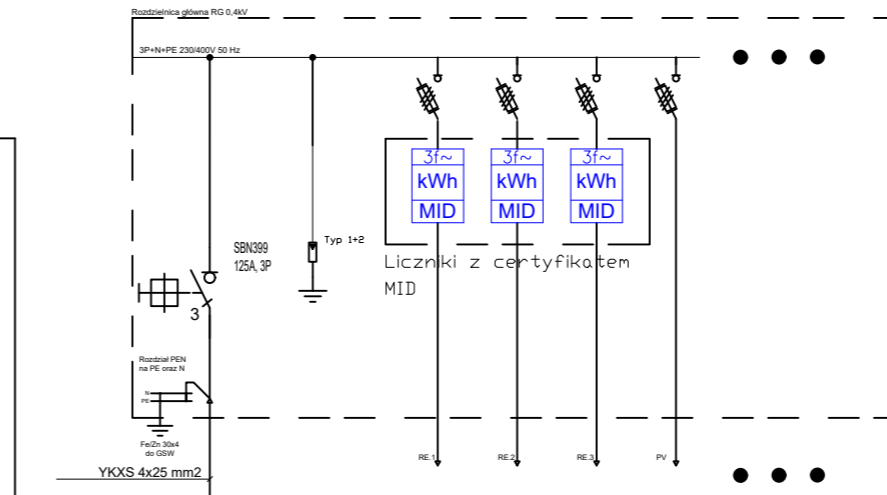 Rozdzielnica główna RG 0,4kV
3P+N+PE 230/400V 50 Hz
3f~ 3f~ 3f~
kWh kWh kWh
MID MID MID
SBN399
125A, 3P
Typ 1+2
Liczniki z certyfikatem
MID
3
Rozdział PEN
na PE oraz N
N
PE
Fe/Zn 30x4
do GSW
RE.1 RE.2 RE.3 PV
YKXS 4x25 mm2